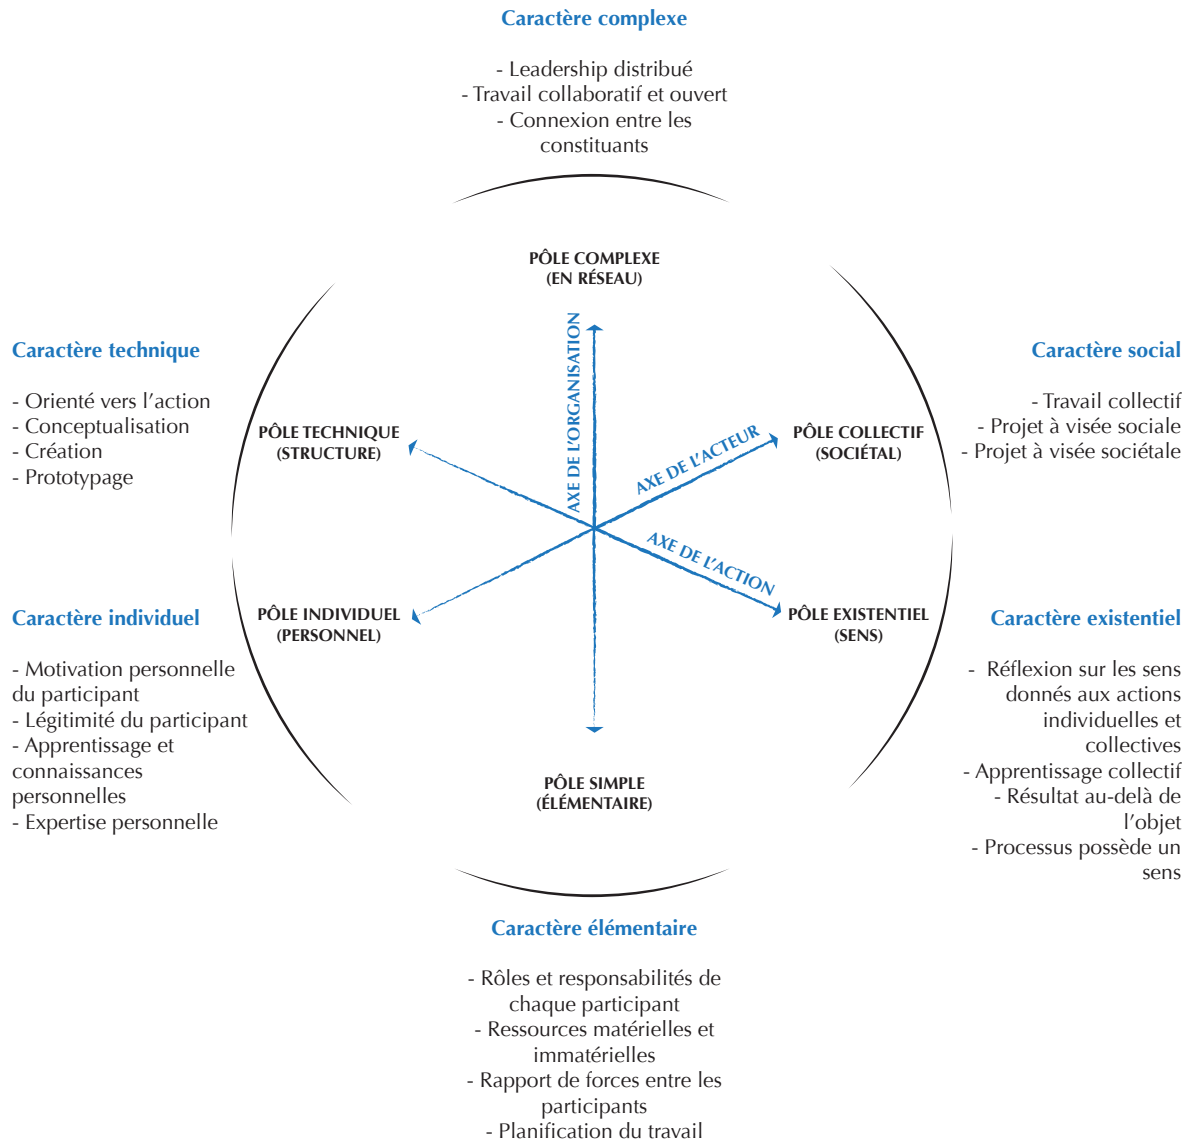 Caractère complexe
- Leadership distribué
- Travail collaboratif et ouvert
- Connexion entre les
constituants
PÔLE COMPLEXE
(EN RÉSEAU)
AXE DE L'ORGANISATION
Caractère technique
- Orienté vers l'action
- Conceptualisation
- Création
- Prototypage
PÔLE TECHNIQUE
(STRUCTURE)
AXE DE L'ACTEUR
PÔLE COLLECTIF
(SOCIÉTAL)
Caractère social
- Travail collectif
- Projet à visée sociale
- Projet à visée sociétale
AXE DE L'ACTION
Caractère individuel
- Motivation personnelle
du participant
- Légitimité du participant
- Apprentissage et
connaissances
personnelles
- Expertise personnelle
PÔLE INDIVIDUEL
(PERSONNEL)
PÔLE EXISTENTIEL
(SENS)
Caractère existentiel
- Réflexion sur les sens
donnés aux actions
individuelles et
collectives
- Apprentissage collectif
- Résultat au-delà de
l'objet
- Processus possède un
sens
PÔLE SIMPLE
(ÉLÉMENTAIRE)
Caractère élémentaire
- Rôles et responsabilités de
chaque participant
- Ressources matérielles et
immatérielles
- Rapport de forces entre les
participants
- Planification du travail